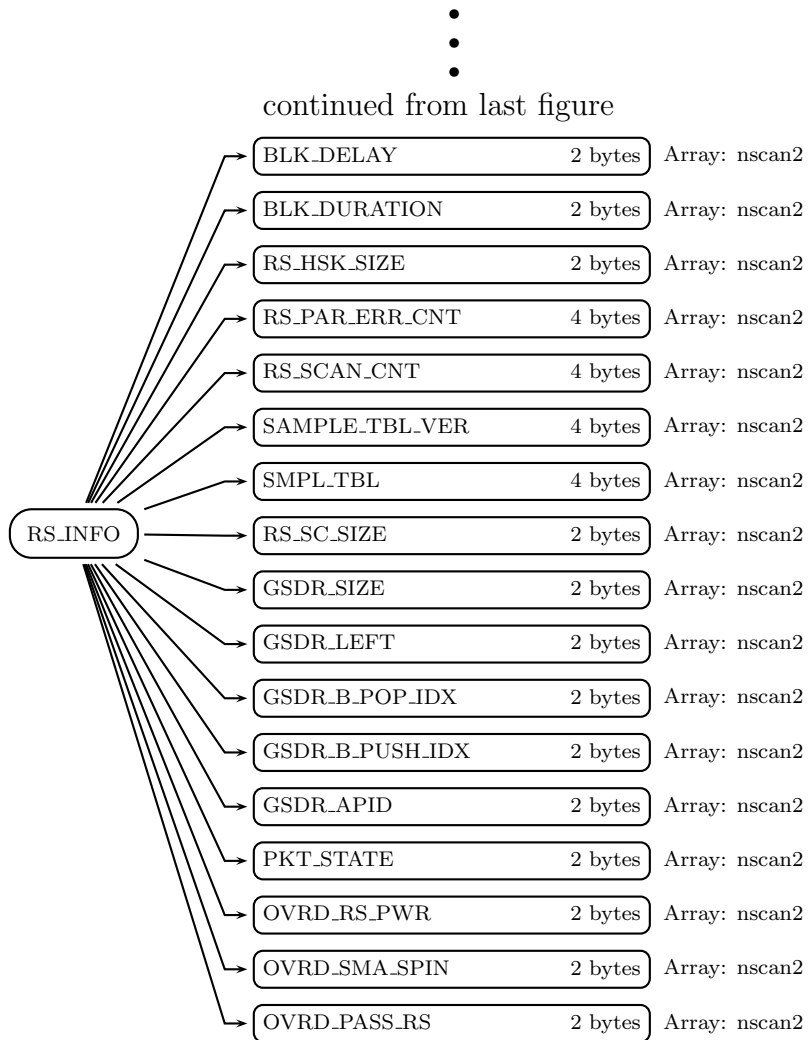 continued from last figure
BLK_DELAY 2 bytes Array: nscan2
BLK_DURATION 2 bytes Array: nscan2
RS_HSK_SIZE 2 bytes Array: nscan2
RS_PAR_ERR_CNT 4 bytes Array: nscan2
RS_SCAN_CNT 4 bytes Array: nscan2
SAMPLE_TBL_VER 4 bytes Array: nscan2
SMPL_TBL 4 bytes Array: nscan2
RS_INFO
RS_SC_SIZE 2 bytes Array: nscan2
GSDR_SIZE 2 bytes Array: nscan2
GSDR_LEFT 2 bytes Array: nscan2
GSDR_B_POP_IDX 2 bytes Array: nscan2
GSDR_B_PUSH_IDX 2 bytes Array: nscan2
GSDR_APID 2 bytes Array: nscan2
PKT_STATE 2 bytes Array: nscan2
OVRD_RS_PWR 2 bytes Array: nscan2
OVRD_SMA_SPIN 2 bytes Array: nscan2
OVRD_PASS_RS 2 bytes Array: nscan2